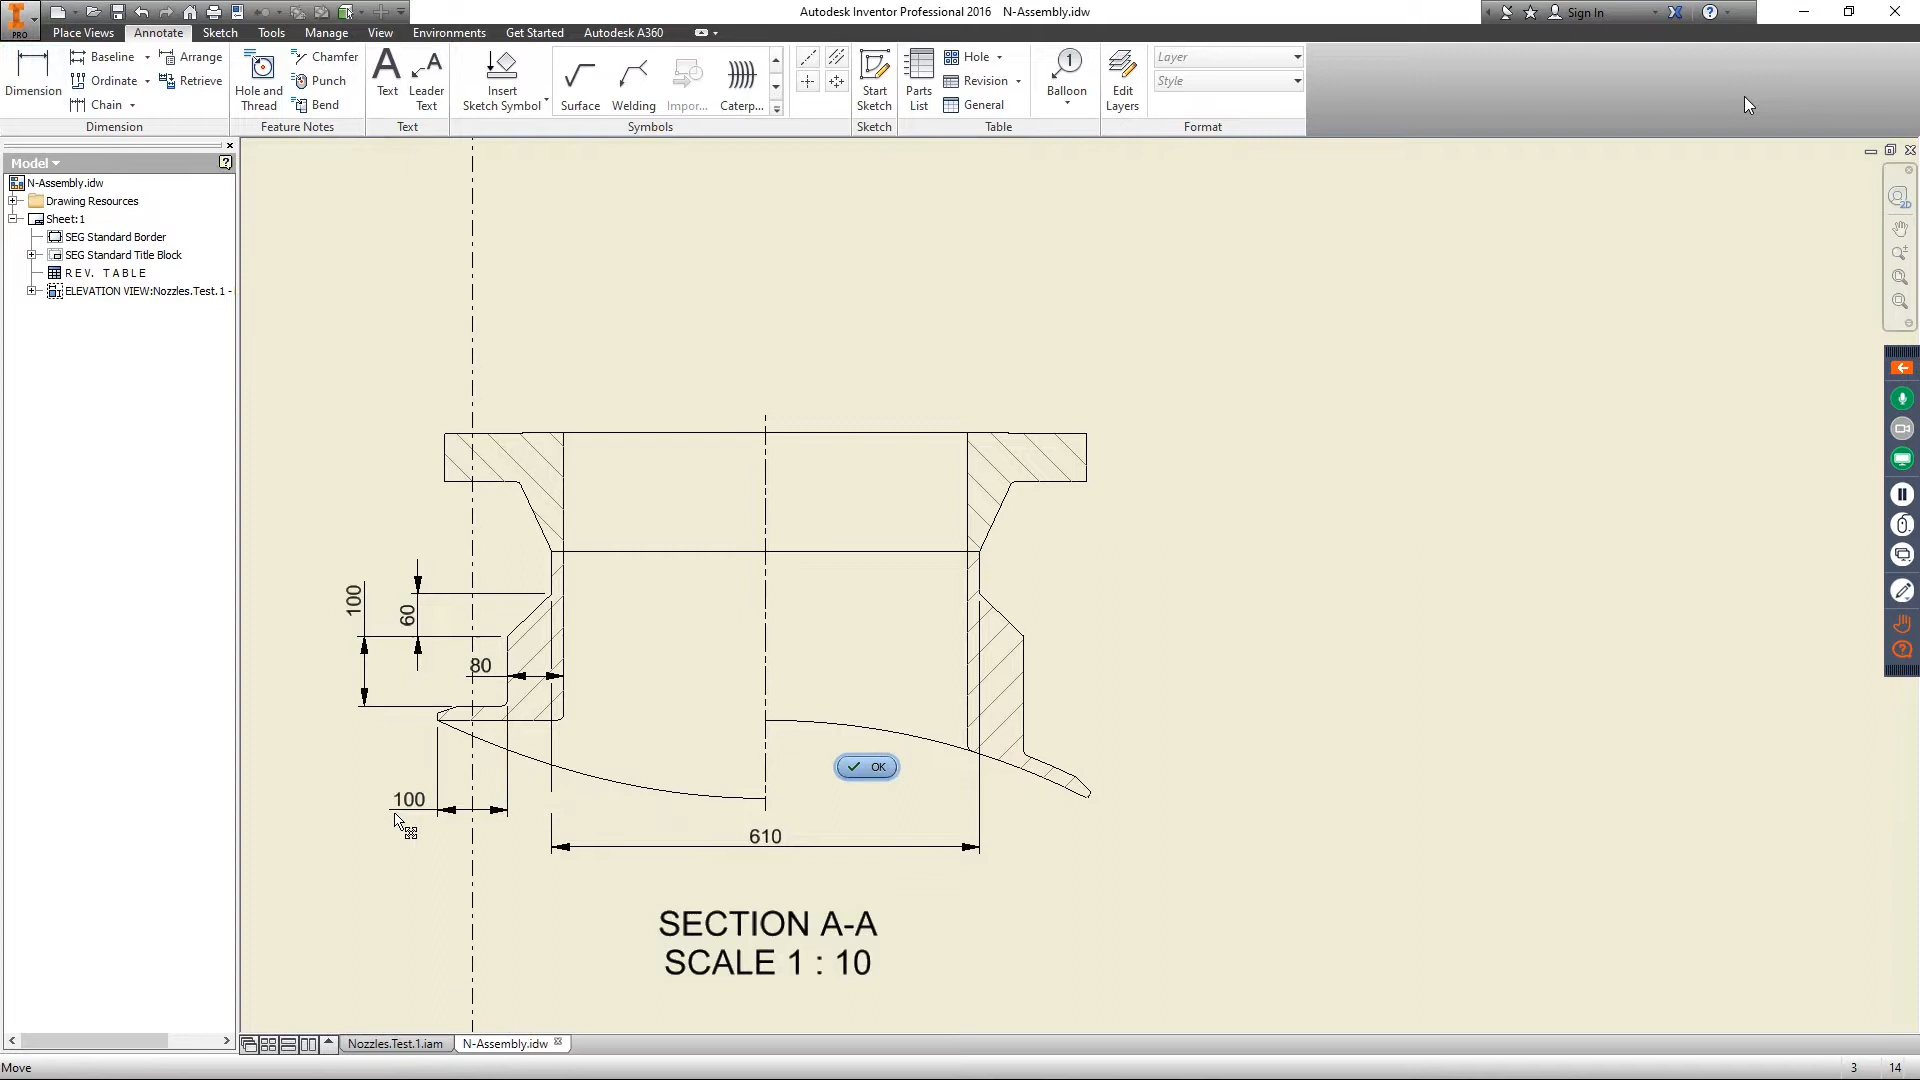 Autodesk Inventor Professional 2016 N-Assembly.idw
Sign In
PRO
Place Views Annotate Sketch Tools Manage View Environments Get Started Autodesk A360
Dimension
Baseline
Ordinate
Chain
Arrange
Retrieve
Dimension
Hole and Thread
Chamfer
Punch
Bend
Feature Notes
Text
Leader Text
Text
Insert Sketch Symbol
Surface
Welding
Impor...
Caterp...
Symbols
Start Sketch
Sketch
Parts List
Hole
Revision
General
Table
1
Balloon
Edit Layers
Layer
Style
Format
Model
N-Assembly.idw
Drawing Resources
Sheet:1
SEG Standard Border
SEG Standard Title Block
REV. TABLE
ELEVATION VIEW:Nozzles.Test.1 -
2D
100
60
80
100
610
OK
SECTION A-A
SCALE 1 : 10
Nozzles.Test.1.iam
N-Assembly.idw
Move
3
14